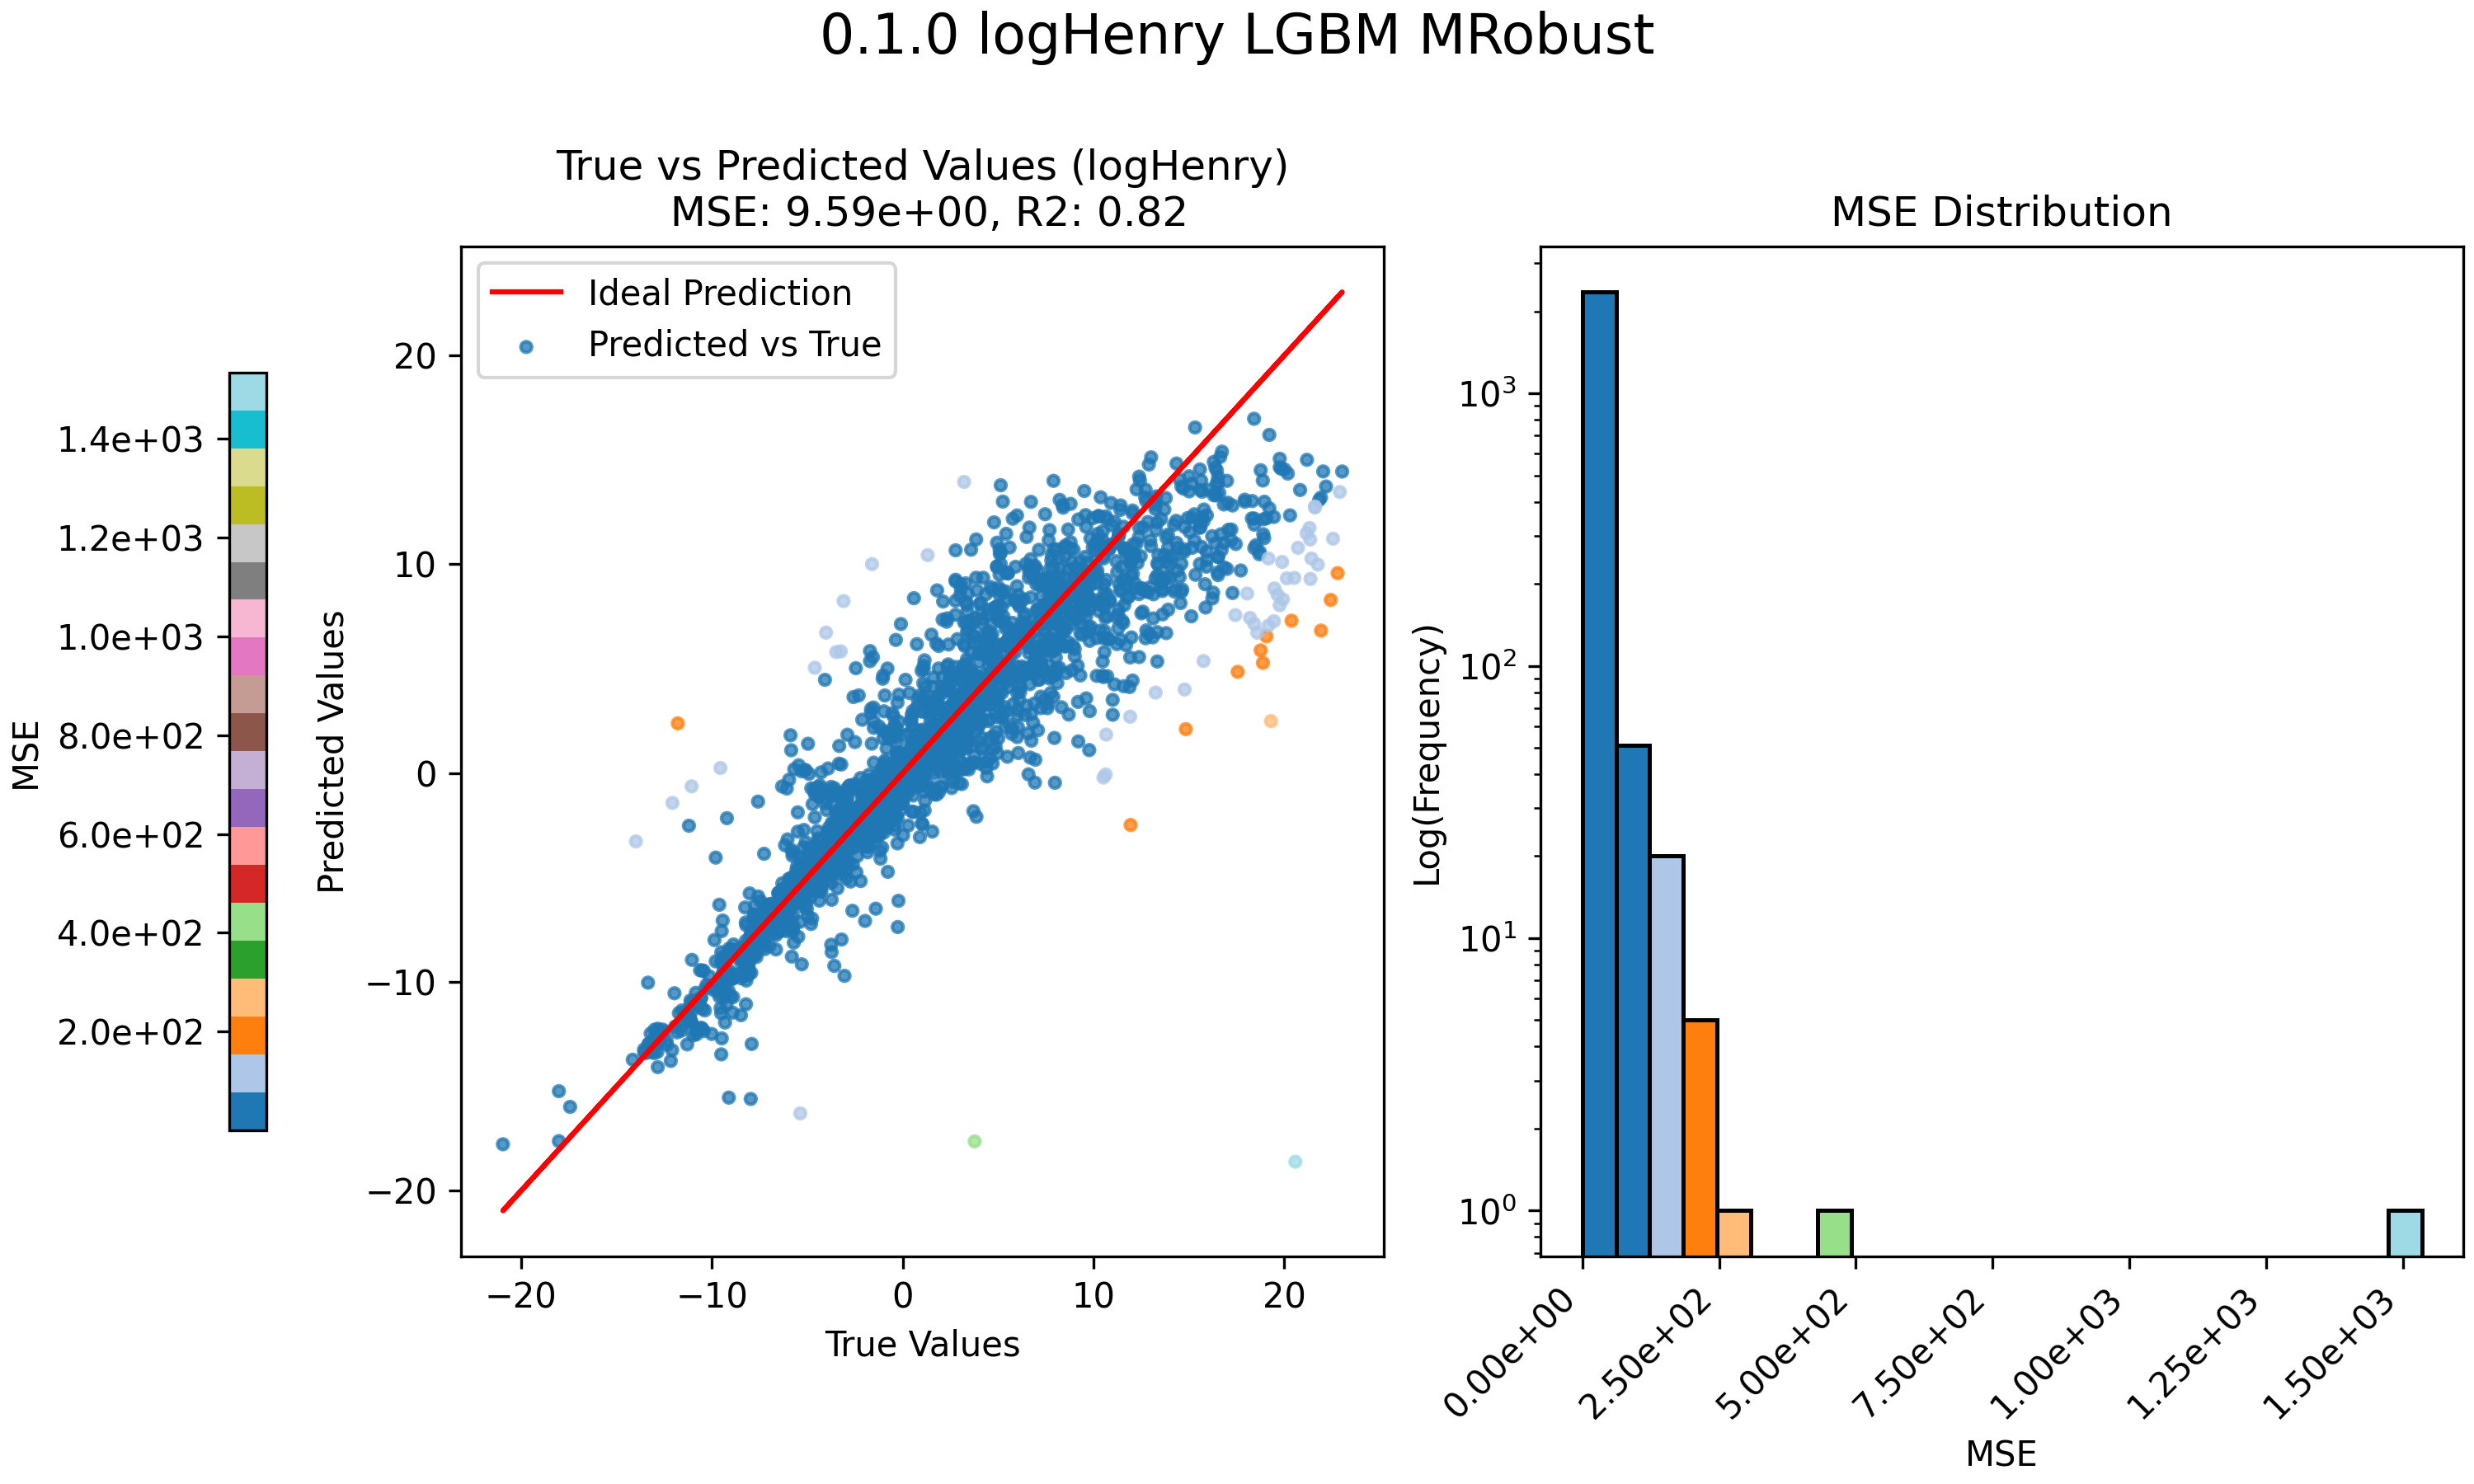 0.1.0 logHenry LGBM MRobust
MSE
1.4e+03
1.2e+03
1.0e+03
8.0e+02
6.0e+02
4.0e+02
2.0e+02
True vs Predicted Values (logHenry)
MSE: 9.59e+00, R2: 0.82
Ideal Prediction
Predicted vs True
Predicted Values
20
10
0
−10
−20
−20
−10
0
10
20
True Values
MSE Distribution
Log(Frequency)
10³
10²
10¹
10⁰
0.00e+00
2.50e+02
5.00e+02
7.50e+02
1.00e+03
1.25e+03
1.50e+03
MSE